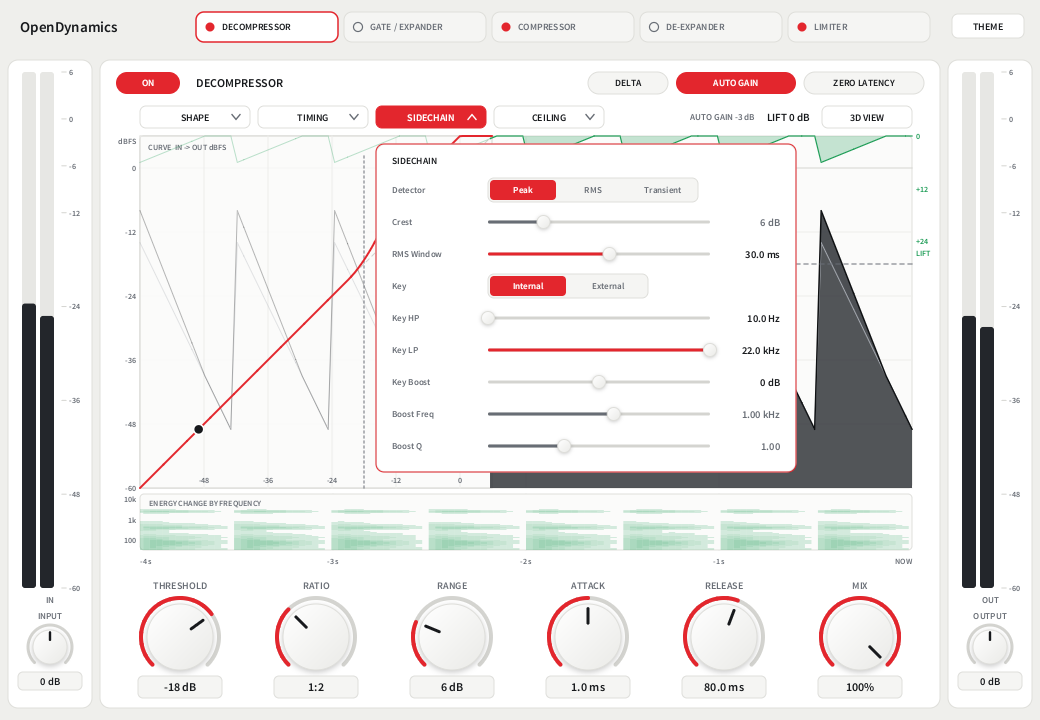 OpenDynamics
DECOMPRESSOR
GATE / EXPANDER
COMPRESSOR
DE-EXPANDER
LIMITER
THEME
ON
DECOMPRESSOR
DELTA
AUTO GAIN
ZERO LATENCY
SHAPE
TIMING
SIDECHAIN
CEILING
AUTO GAIN -3 dB
LIFT 0 dB
3D VIEW
6
0
-6
-12
-24
-36
-48
-60
IN
INPUT
0 dB
dBFS
0
-12
-24
-36
-48
-60
CURVE IN -> OUT dBFS
-48
-36
-24
-12
0
SIDECHAIN
Detector
Peak
RMS
Transient
Crest
6 dB
RMS Window
30.0 ms
Key
Internal
External
Key HP
10.0 Hz
Key LP
22.0 kHz
Key Boost
0 dB
Boost Freq
1.00 kHz
Boost Q
1.00
0
+12
+24
LIFT
10k
1k
100
ENERGY CHANGE BY FREQUENCY
-4s
-3s
-2s
-1s
NOW
THRESHOLD
-18 dB
RATIO
1:2
RANGE
6 dB
ATTACK
1.0 ms
RELEASE
80.0 ms
MIX
100%
6
0
-6
-12
-24
-36
-48
-60
OUT
OUTPUT
0 dB